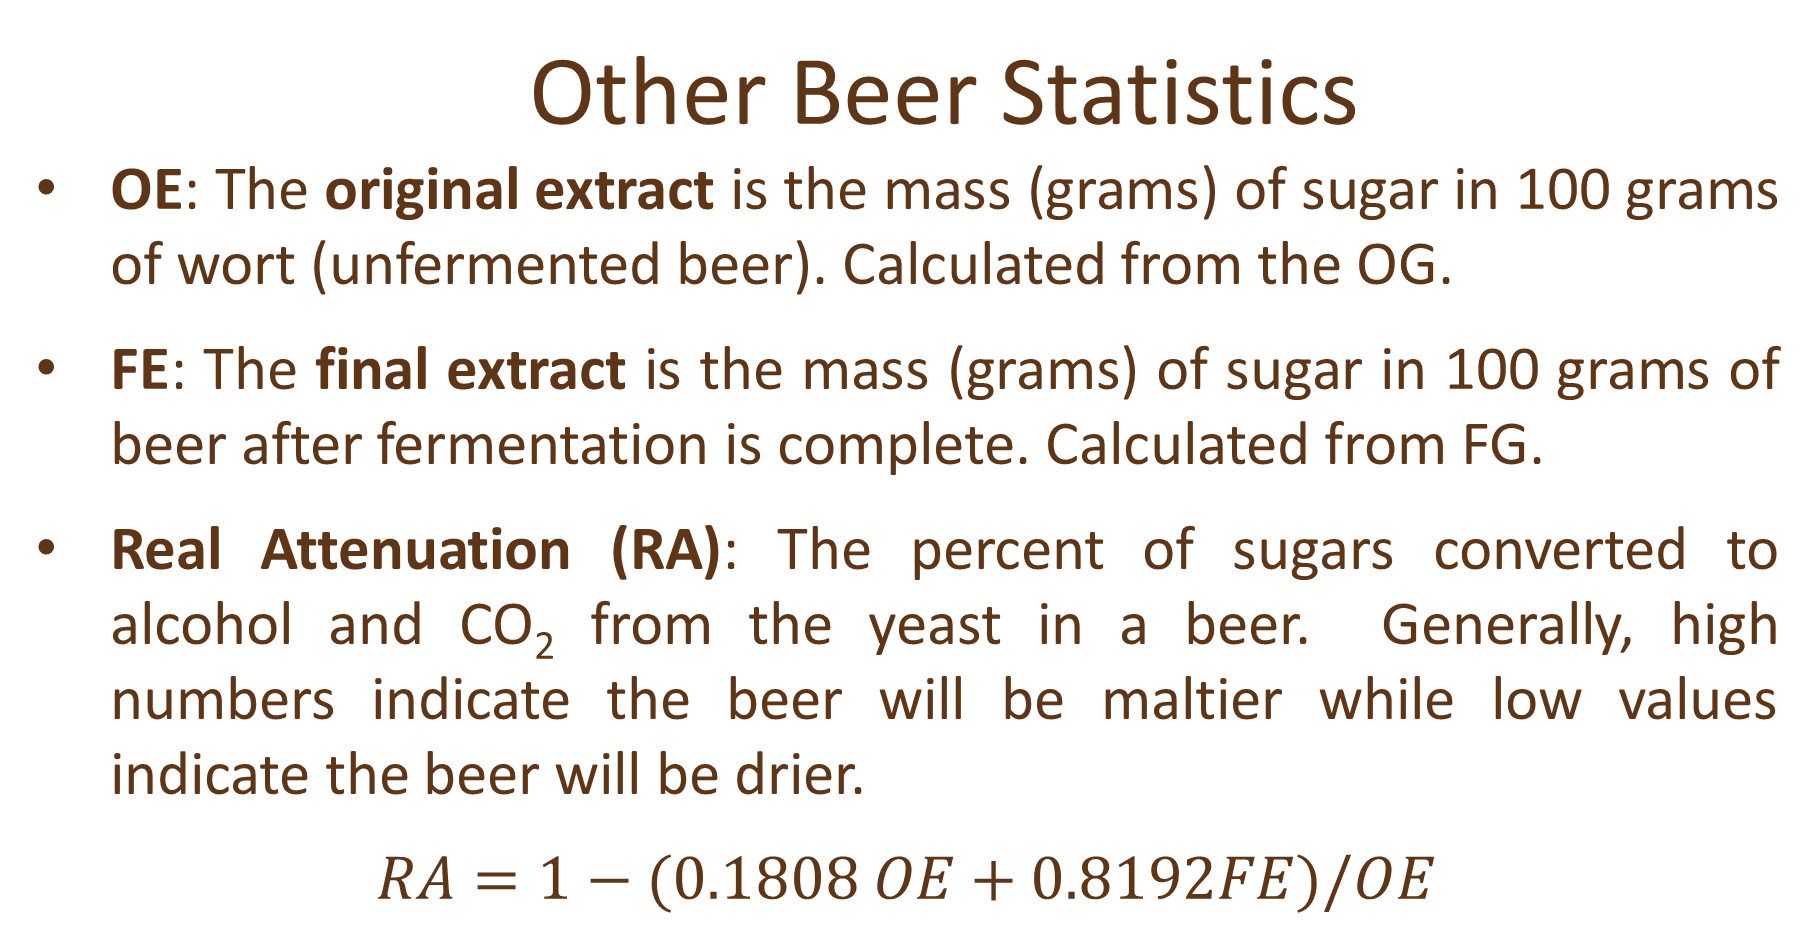 Other Beer Statistics
• OE: The original extract is the mass (grams) of sugar in 100 grams
of wort (unfermented beer). Calculated from the OG.
• FE: The final extract is the mass (grams) of sugar in 100 grams of
beer after fermentation is complete. Calculated from FG.
• Real Attenuation (RA): The percent of sugars converted to
alcohol and CO₂ from the yeast in a beer. Generally, high
numbers indicate the beer will be maltier while low values
indicate the beer will be drier.
RA = 1 − (0.1808 OE + 0.8192FE)/OE